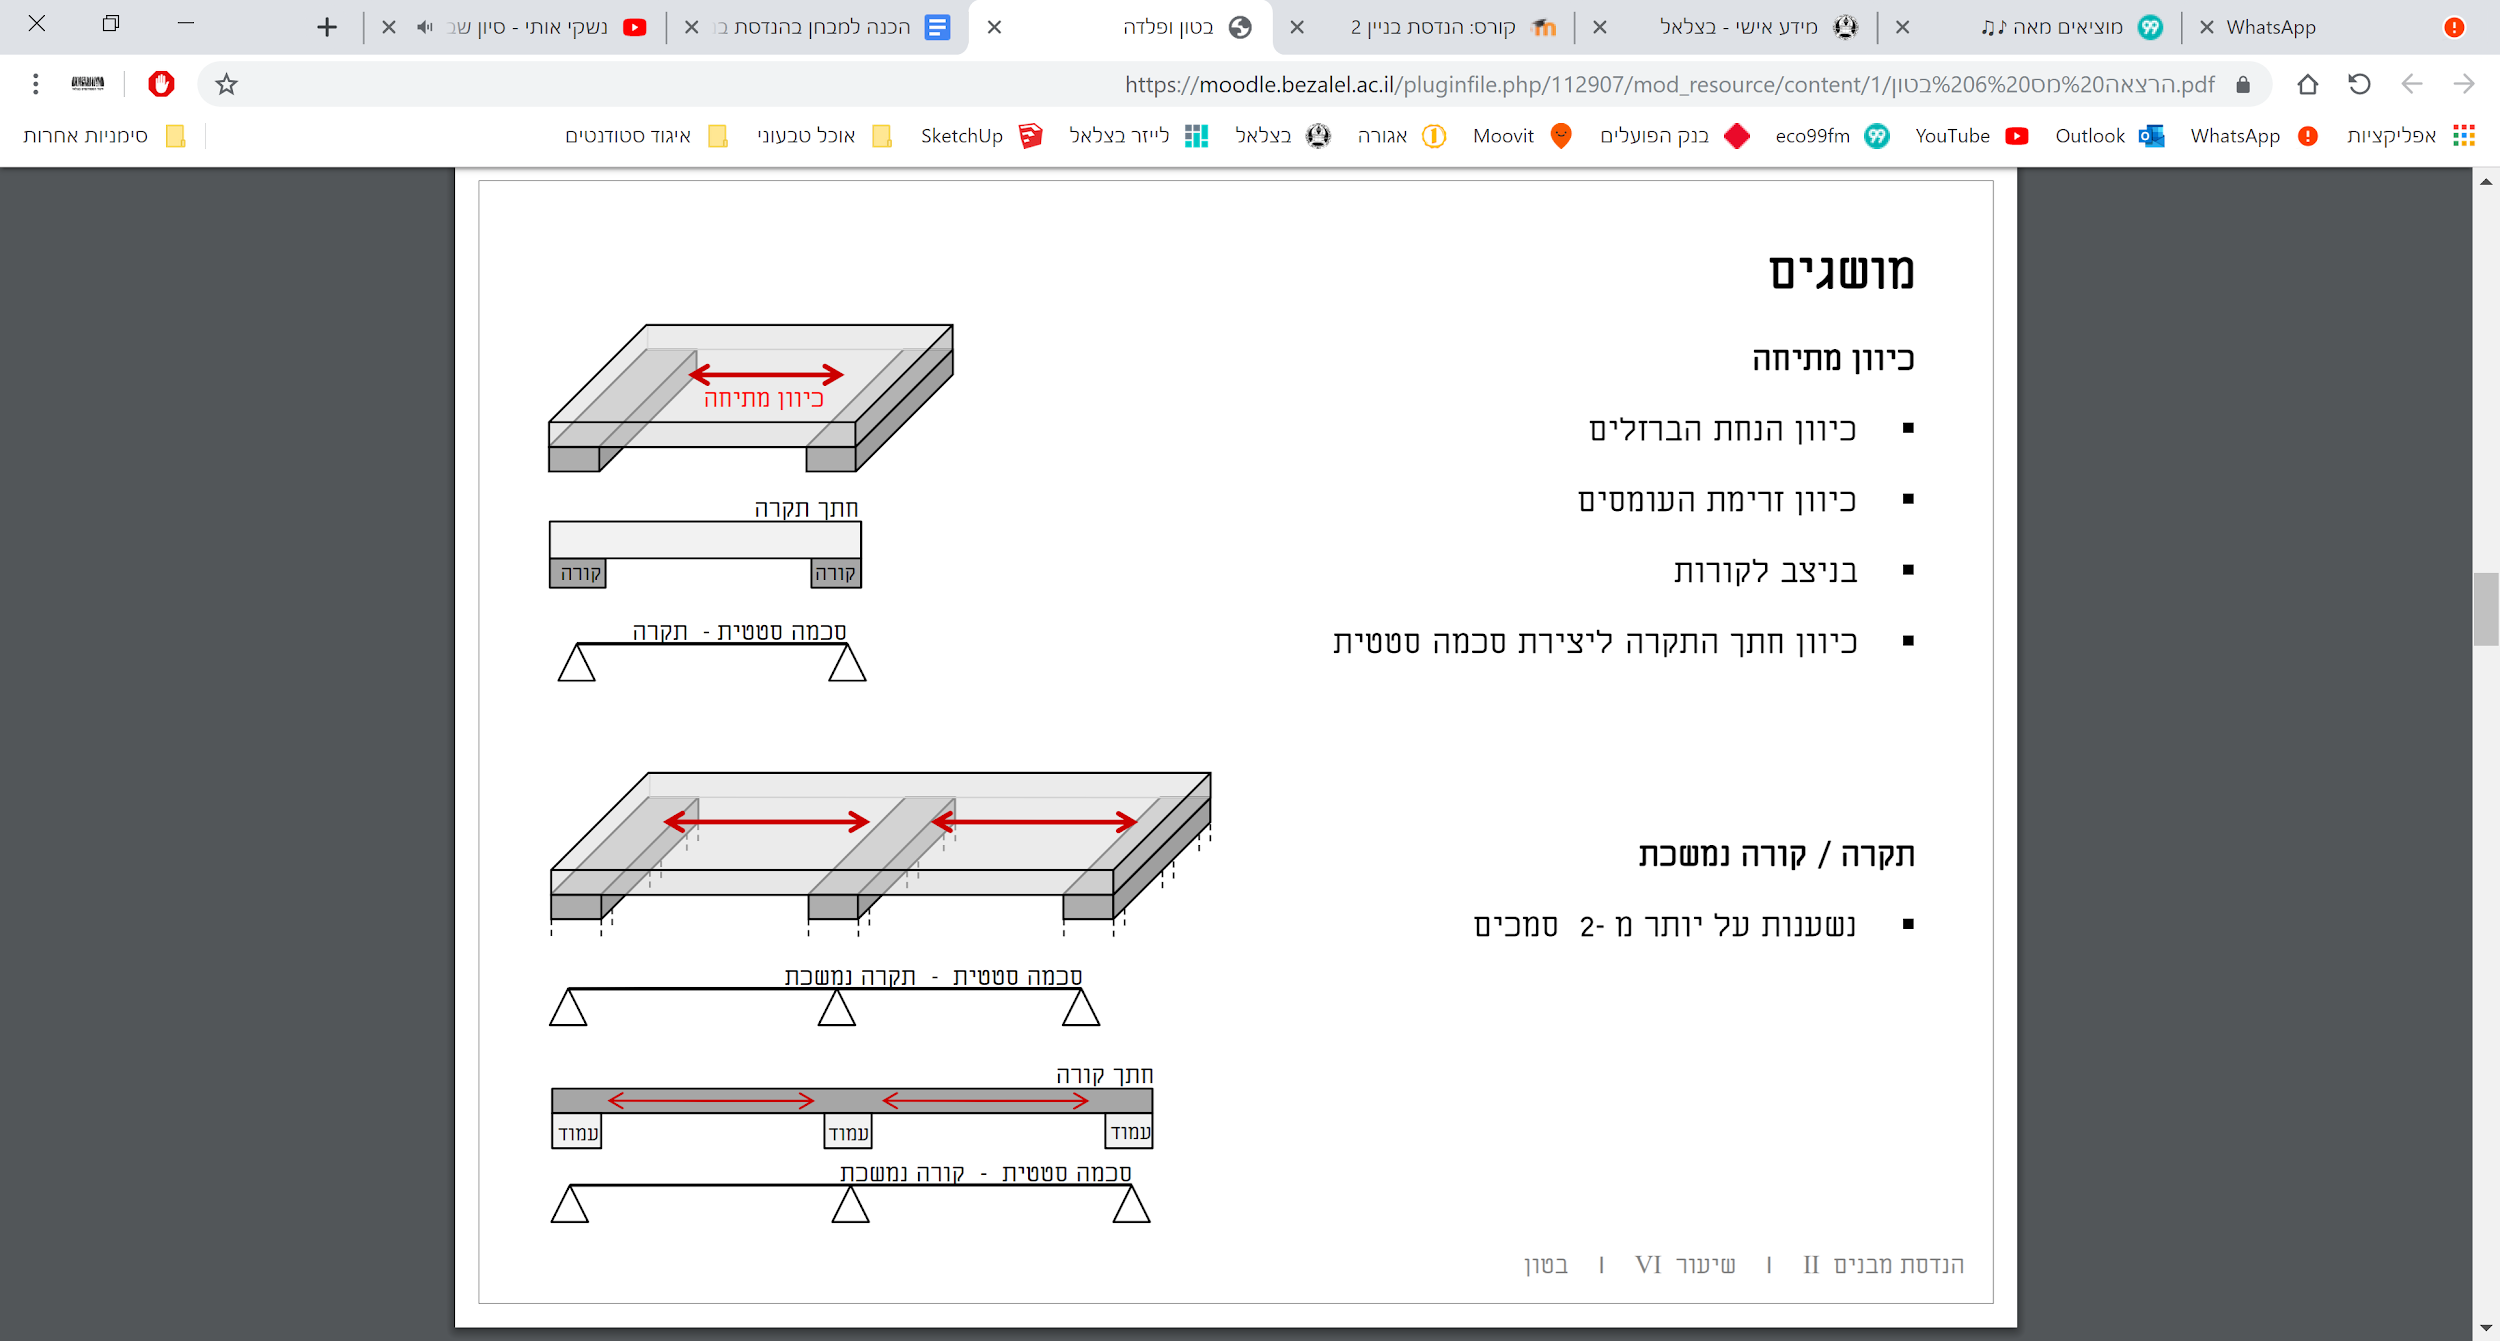 WhatsApp
מוציאים מאה ♪♫
מידע אישי - בצלאל
קורס: הנדסת בניין 2
בטון ופלדה
הכנה למבחן בהנדסת
נשקי אותי - סיון
https://moodle.bezalel.ac.il/pluginfile.php/112907/mod_resource/content/1/הרצאה%20מס%206%20בטון.pdf
אפליקציות
WhatsApp
Outlook
YouTube
eco99fm
בנק הפועלים
Moovit
אגורה
בצלאל
לייזר בצלאל
SketchUp
אוכל טבעוני
איגוד סטודנטים
סימניות אחרות
מושגים
כיוון מתיחה
▪ כיוון הנחת הברזלים
▪ כיוון זרימת העומסים
▪ בניצב לקורות
▪ כיוון חתך התקרה ליצירת סכמה סטטית
כיוון מתיחה
חתך תקרה
קורה
קורה
סכמה סטטית - תקרה
תקרה / קורה נמשכת
▪ נשענות על יותר מ -2 סמכים
סכמה סטטית - תקרה נמשכת
חתך קורה
עמוד
עמוד
עמוד
סכמה סטטית - קורה נמשכת
הנדסת מבנים II | שיעור VI | בטון